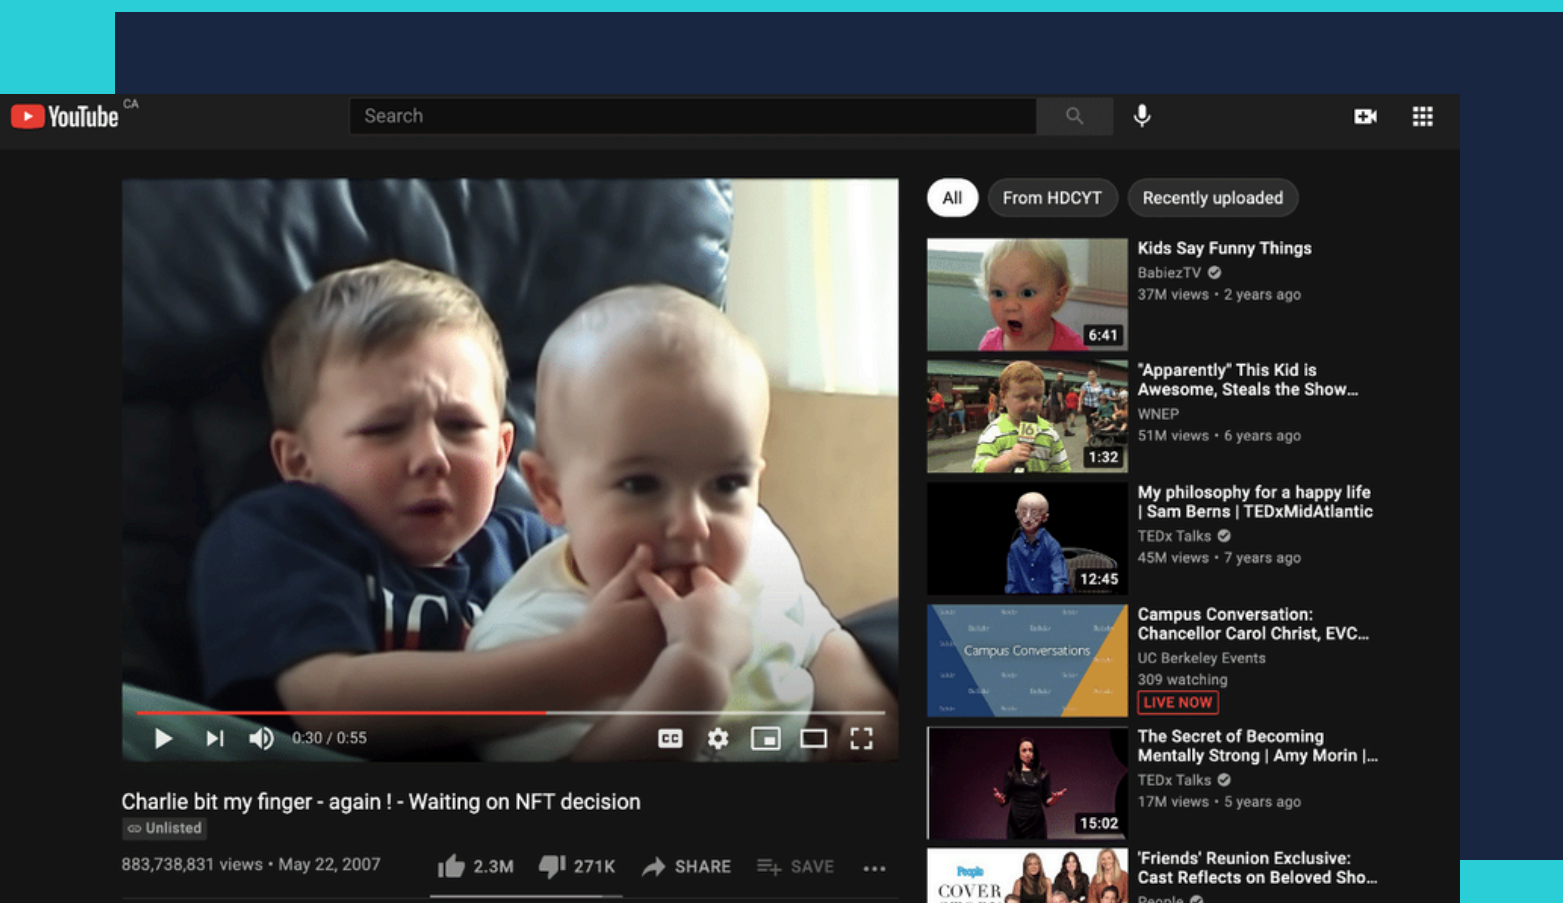 YouTube CA
Search
All
From HDCYT
Recently uploaded
0:30 / 0:55
CC
Charlie bit my finger - again ! - Waiting on NFT decision
Unlisted
883,738,831 views • May 22, 2007
2.3M
271K
SHARE
SAVE
6:41
Kids Say Funny Things
BabiezTV
37M views • 2 years ago
16
1:32
"Apparently" This Kid is
Awesome, Steals the Show...
WNEP
51M views • 6 years ago
12:45
My philosophy for a happy life
| Sam Berns | TEDxMidAtlantic
TEDx Talks
45M views • 7 years ago
Campus Conversations
Campus Conversation:
Chancellor Carol Christ, EVC...
UC Berkeley Events
309 watching
LIVE NOW
15:02
The Secret of Becoming
Mentally Strong | Amy Morin |...
TEDx Talks
17M views • 5 years ago
People
COVER
'Friends' Reunion Exclusive:
Cast Reflects on Beloved Sho...
People